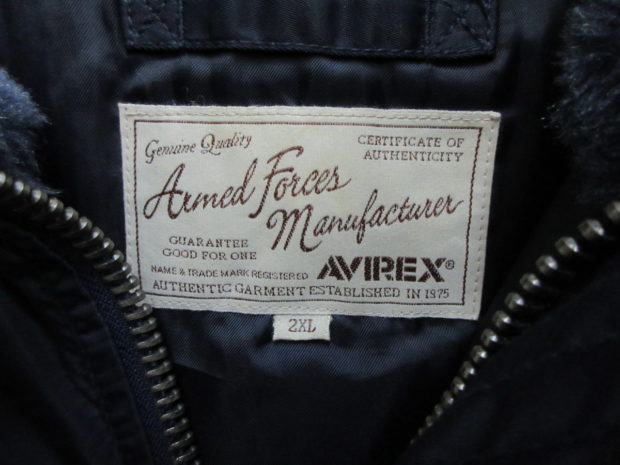 Genuine Quality
CERTIFICATE OF
AUTHENTICITY
Armed Forces
Manufacturer
GUARANTEE
GOOD FOR ONE
NAME & TRADE MARK REGISTERED
AVIREX®
AUTHENTIC GARMENT ESTABLISHED IN 1975
2XL